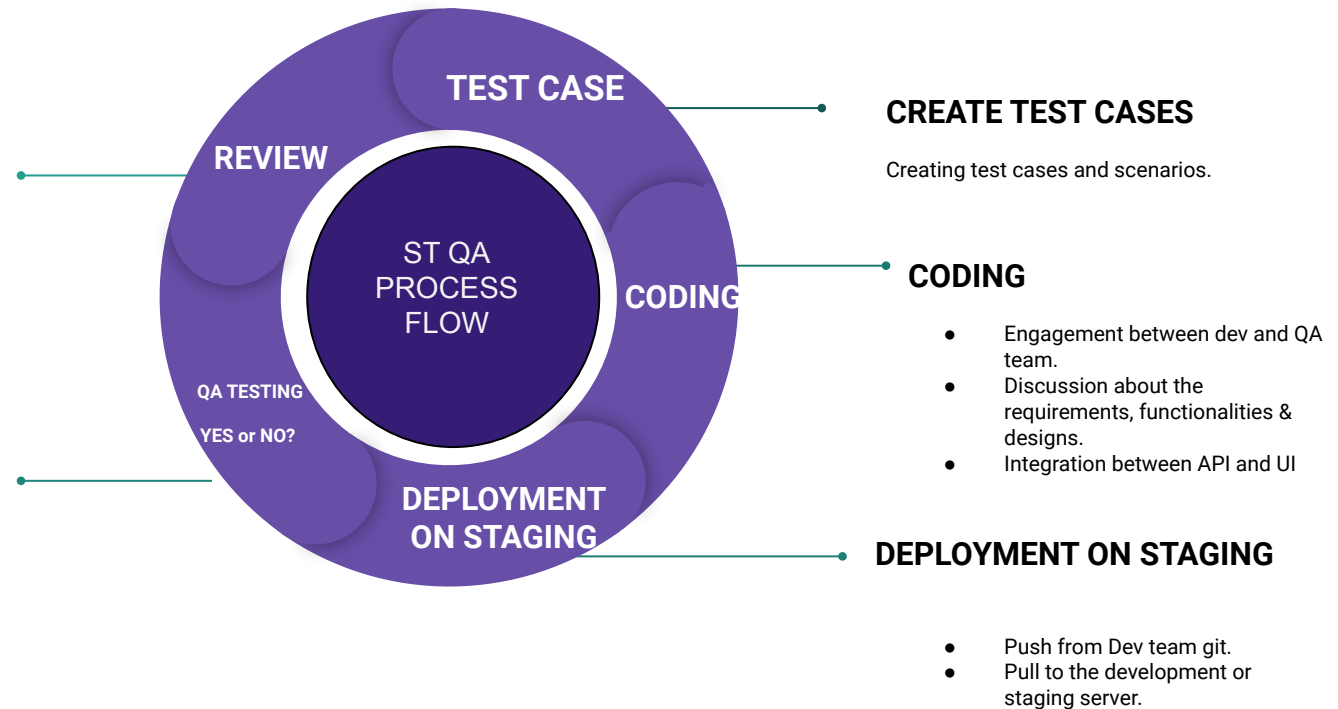 TEST CASE
REVIEW
ST QA
PROCESS
FLOW
CODING
QA TESTING
YES or NO?
DEPLOYMENT
ON STAGING
CREATE TEST CASES
Creating test cases and scenarios.
CODING
● Engagement between dev and QA
team.
● Discussion about the
requirements, functionalities &
designs.
● Integration between API and UI
DEPLOYMENT ON STAGING
● Push from Dev team git.
● Pull to the development or
staging server.